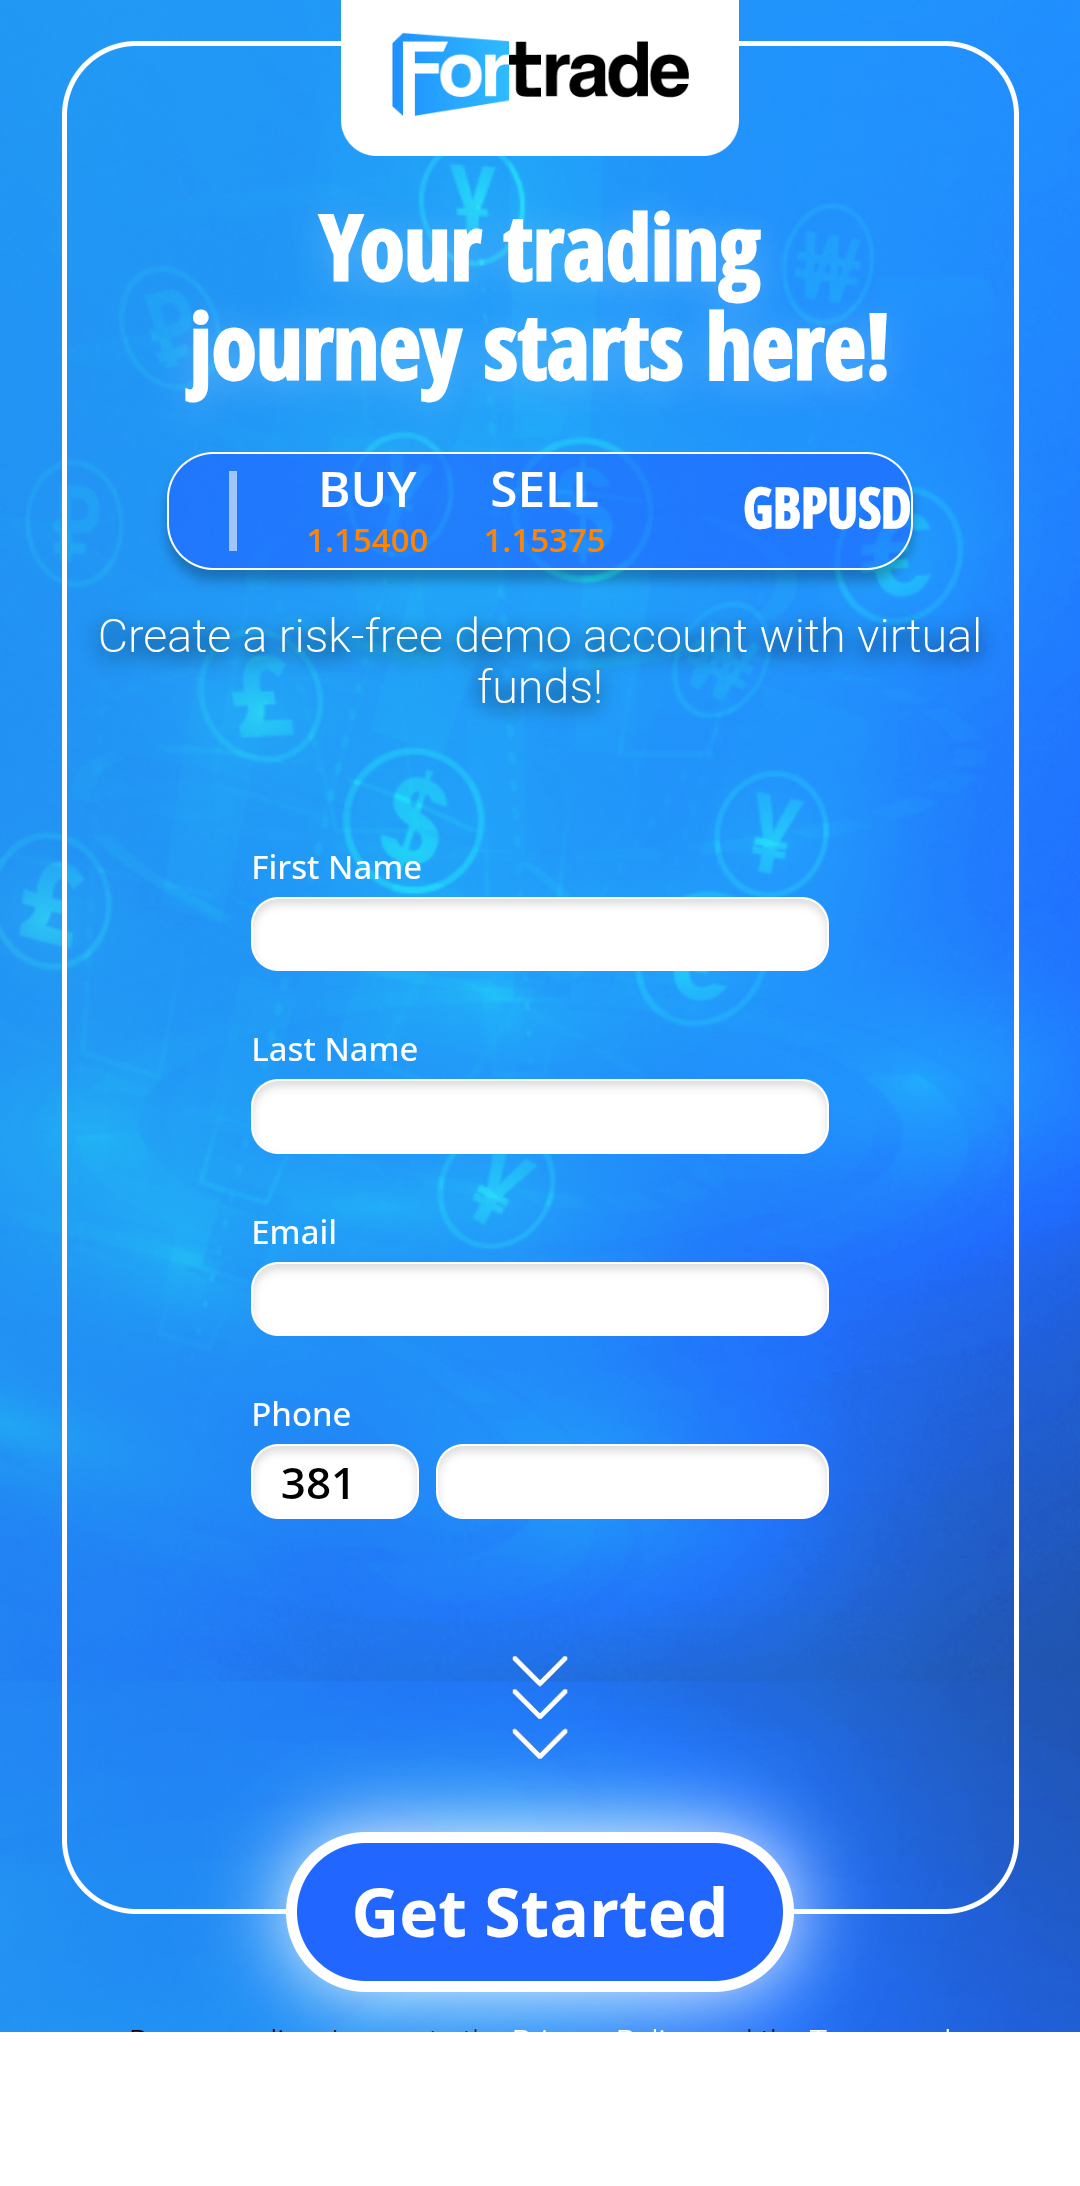 Fortrade
Your trading
journey starts here!
BUY SELL GBPUSD
1.15400 1.15375
Create a risk-free demo account with virtual
funds!
First Name
Last Name
Email
Phone
381
Get Started